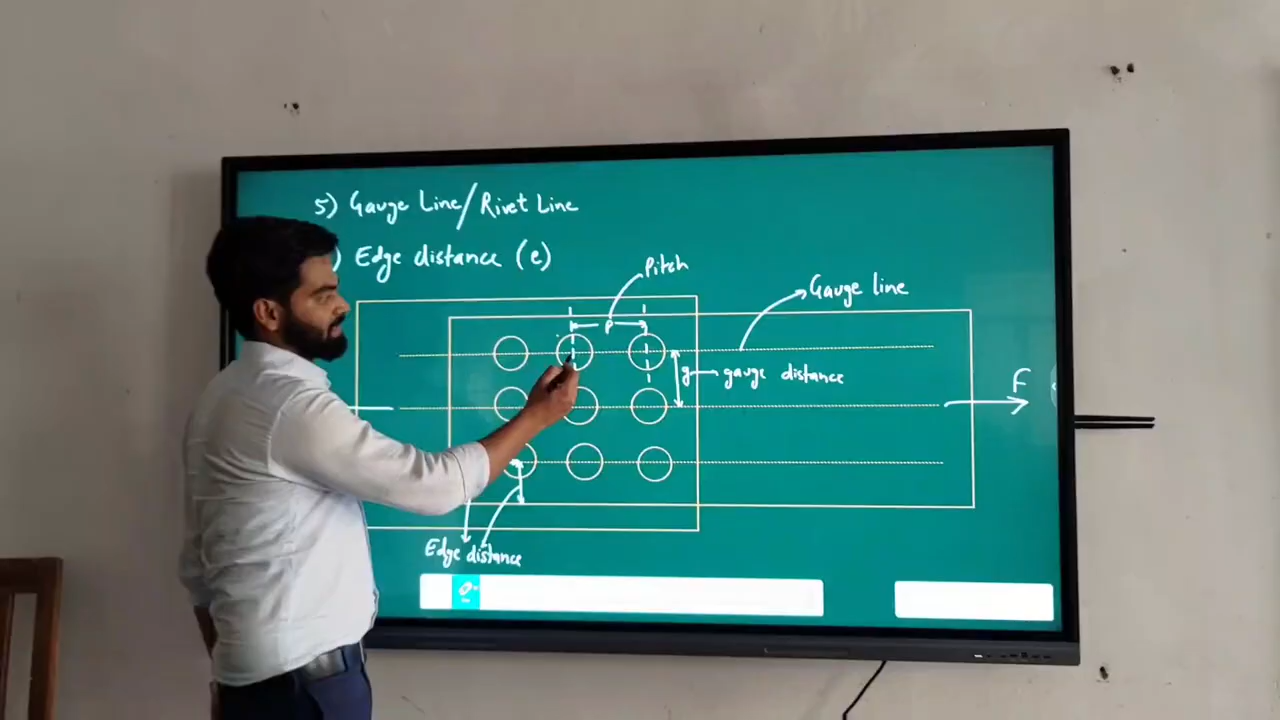 5) Gauge Line/Rivet Line
) Edge distance (e)
Pitch
Gauge line
P
g
gauge distance
F
Edge distance